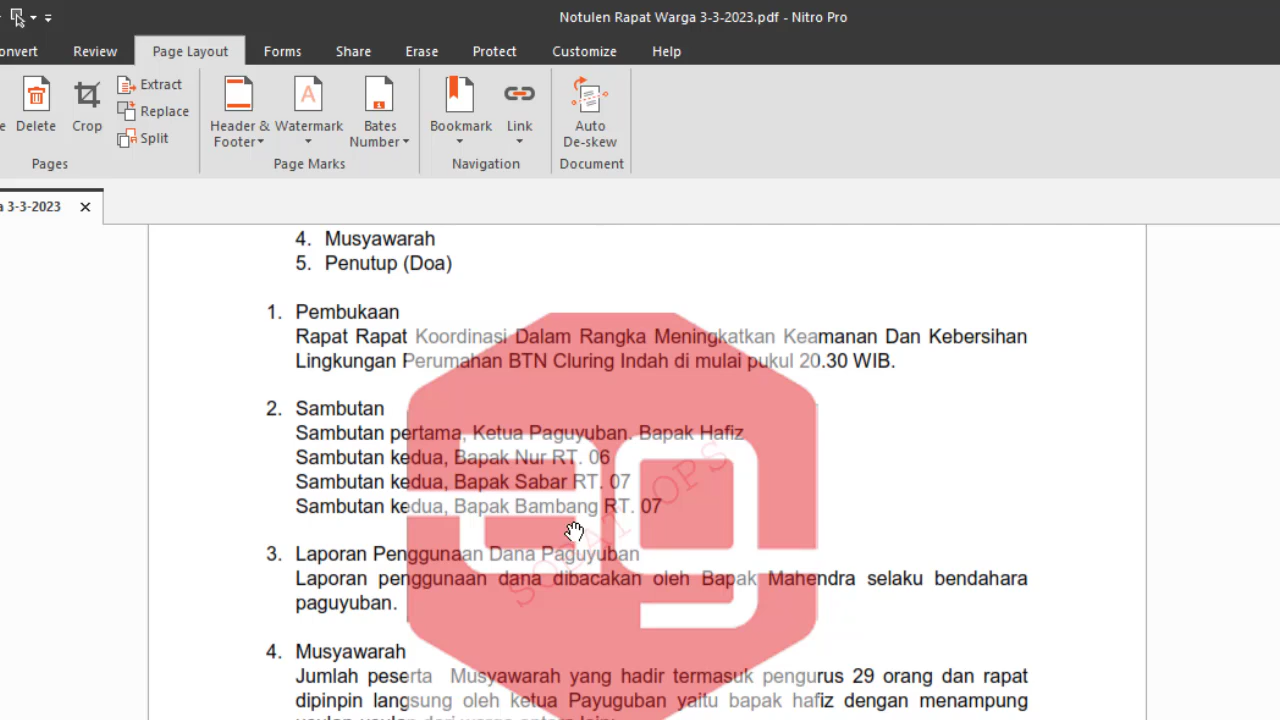 Notulen Rapat Warga 3-3-2023.pdf - Nitro Pro
onvert Review Page Layout Forms Share Erase Protect Customize Help
Delete Crop Extract Replace Split
Header & Footer Watermark Bates Number Bookmark Link Auto De-skew
Pages Page Marks Navigation Document
a 3-3-2023
4. Musyawarah
5. Penutup (Doa)
1. Pembukaan
Rapat Rapat Koordinasi Dalam Rangka Meningkatkan Keamanan Dan Kebersihan
Lingkungan Perumahan BTN Cluring Indah di mulai pukul 20.30 WIB.
2. Sambutan
Sambutan pertama, Ketua Paguyuban. Bapak Hafiz
Sambutan kedua, Bapak Nur RT. 06
Sambutan kedua, Bapak Sabar RT. 07
Sambutan kedua, Bapak Bambang RT. 07
3. Laporan Penggunaan Dana Paguyuban
Laporan penggunaan dana dibacakan oleh Bapak Mahendra selaku bendahara
paguyuban.
4. Musyawarah
Jumlah peserta Musyawarah yang hadir termasuk pengurus 29 orang dan rapat
dipinpin langsung oleh ketua Payuguban yaitu bapak hafiz dengan menampung